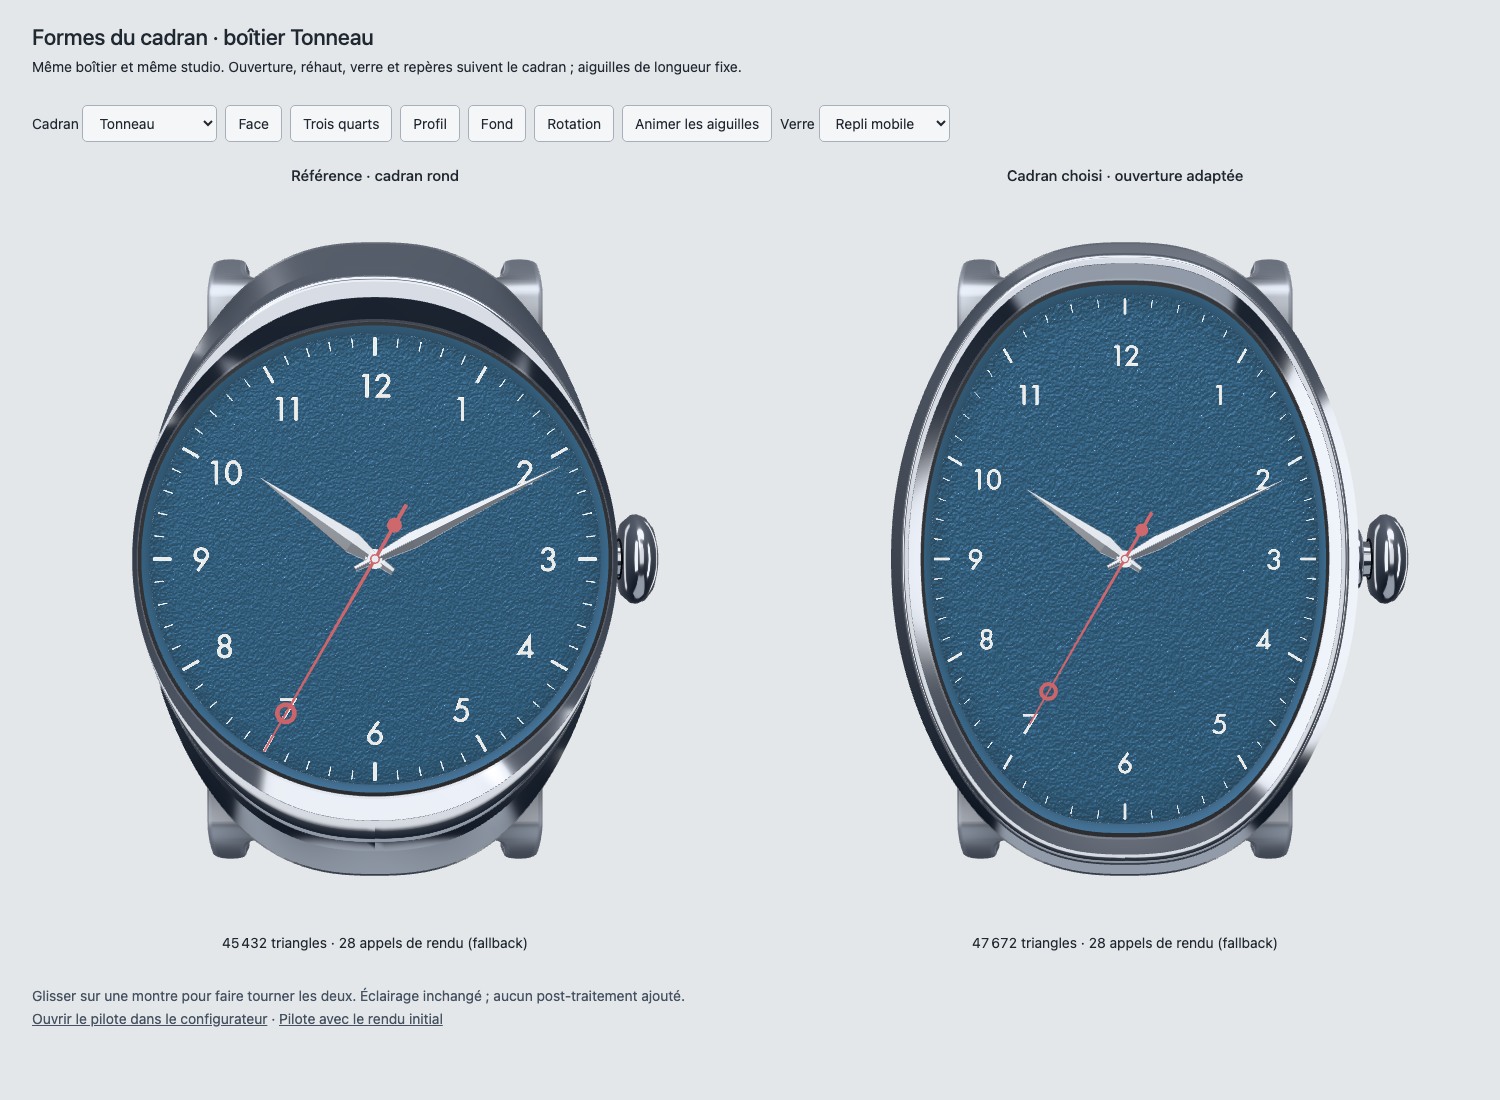 Formes du cadran · boîtier Tonneau
Même boîtier et même studio. Ouverture, réhaut, verre et repères suivent le cadran ; aiguilles de longueur fixe.
Cadran Tonneau Face Trois quarts Profil Fond Rotation Animer les aiguilles Verre Repli mobile
Référence · cadran rond
12
11 1
10 2
9 3
8 4
7 5
6
45 432 triangles · 28 appels de rendu (fallback)
Cadran choisi · ouverture adaptée
12
11 1
10 2
9 3
8 4
7 5
6
47 672 triangles · 28 appels de rendu (fallback)
Glisser sur une montre pour faire tourner les deux. Éclairage inchangé ; aucun post-traitement ajouté.
Ouvrir le pilote dans le configurateur · Pilote avec le rendu initial